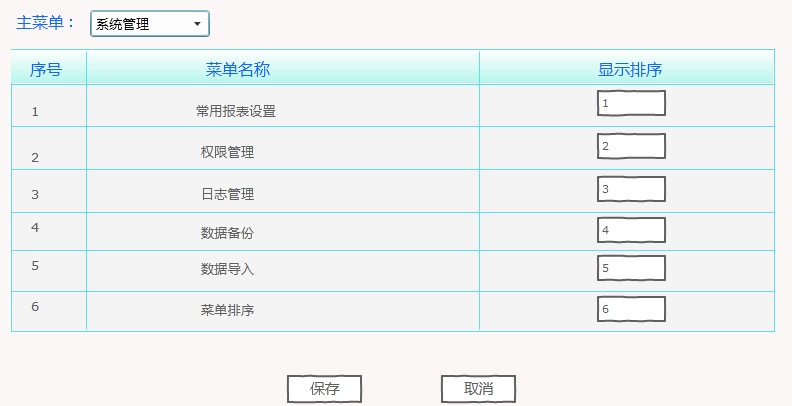 主菜单： 系统管理
序号 菜单名称 显示排序
1 常用报表设置 1
2 权限管理 2
3 日志管理 3
4 数据备份 4
5 数据导入 5
6 菜单排序 6
保存 取消